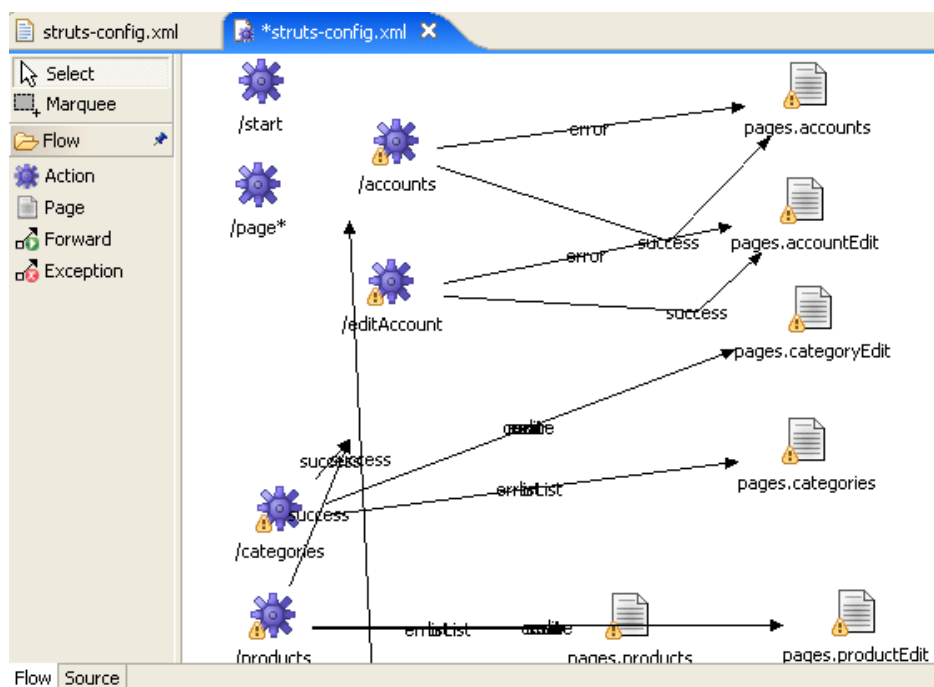 struts-config.xml
*struts-config.xml
Select
Marquee
Flow
Action
Page
Forward
Exception
/start
/accounts
error
pages.accounts
/page*
success
pages.accountEdit
error
/editAccount
success
pages.categoryEdit
success
success
success
pages.categories
/categories
/products
pages.products
pages.productEdit
Flow
Source